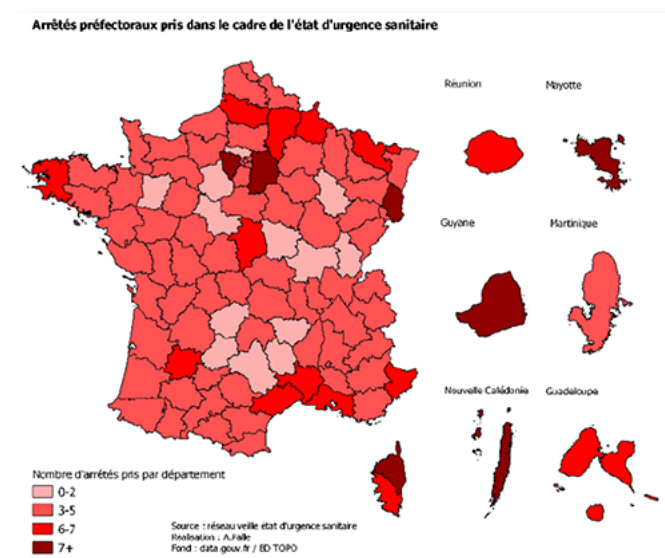 Arrêtés préfectoraux pris dans le cadre de l'état d'urgence sanitaire
Réunion
Mayotte
Guyane
Martinique
Nouvelle Calédonie
Guadeloupe
Nombre d'arrêtés pris par département
0-2
3-5
6-7
7+
Source : réseau veille état d'urgence sanitaire
Réalisation : A.Falle
Fond : data.gouv.fr / BD TOPO